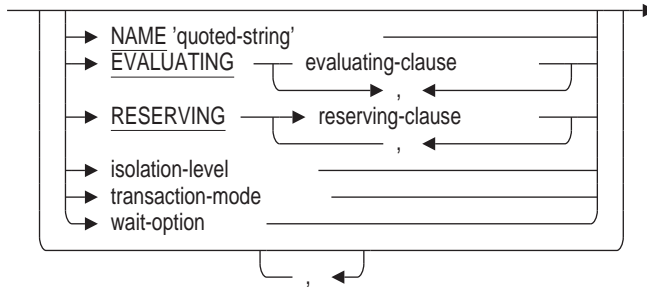 NAME 'quoted-string'
EVALUATING evaluating-clause
,
RESERVING reserving-clause
,
isolation-level
transaction-mode
wait-option
,